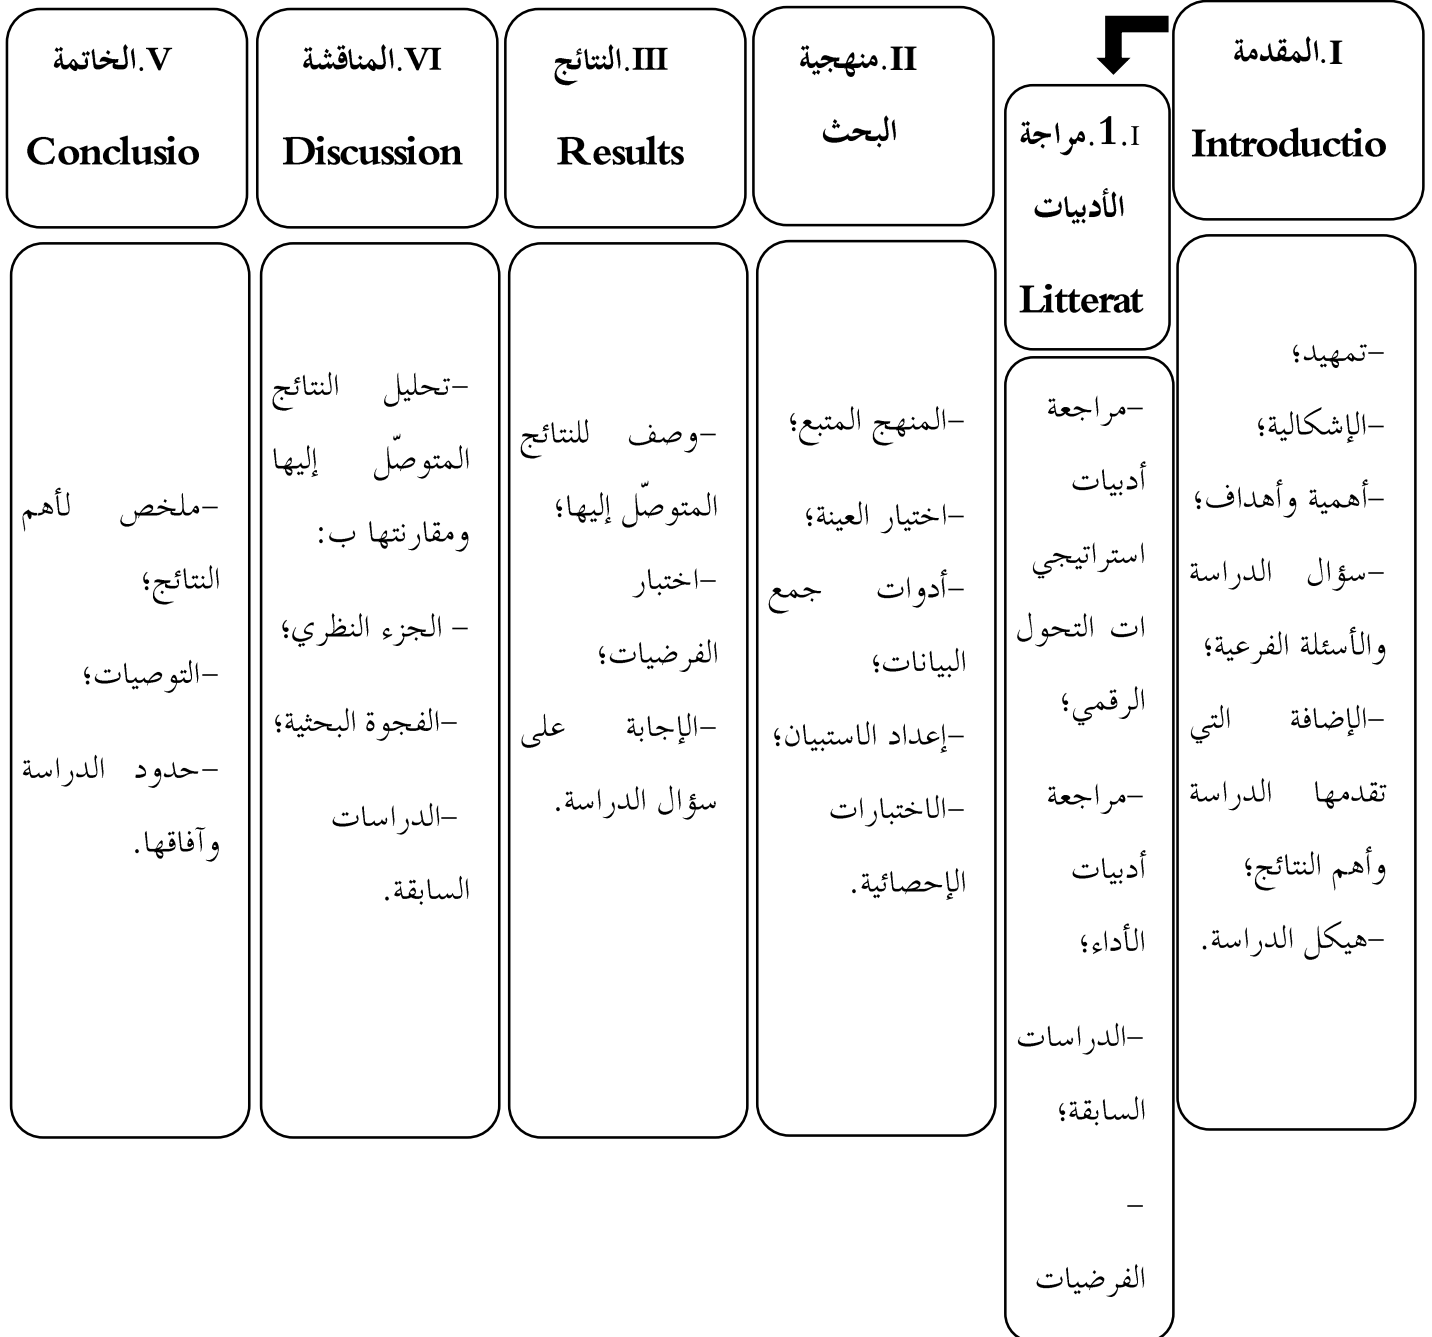 I.المقدمة
Introductio
–تمهيد؛
–الإشكالية؛
–أهمية وأهداف؛
–سؤال الدراسة
والأسئلة الفرعية؛
–الإضافة التي
تقدمها الدراسة
وأهم النتائج؛
–هيكل الدراسة.
I.1.مراجة
الأدبيات
Litterat
–مراجعة
أدبيات
استراتيجي
ات التحول
الرقمي؛
–مراجعة
أدبيات
الأداء؛
–الدراسات
السابقة؛
–
الفرضيات
II.منهجية
البحث
–المنهج المتبع؛
–اختيار العينة؛
–أدوات جمع
البيانات؛
–إعداد الاستبيان؛
–الاختبارات
الإحصائية.
III.النتائج
Results
–وصف للنتائج
المتوصّل إليها؛
–اختبار
الفرضيات؛
–الإجابة على
سؤال الدراسة.
VI.المناقشة
Discussion
–تحليل النتائج
المتوصّل إليها
ومقارنتها ب:
– الجزء النظري؛
–الفجوة البحثية؛
–الدراسات
السابقة.
V.الخاتمة
Conclusio
–ملخص لأهم
النتائج؛
–التوصيات؛
–حدود الدراسة
وآفاقها.